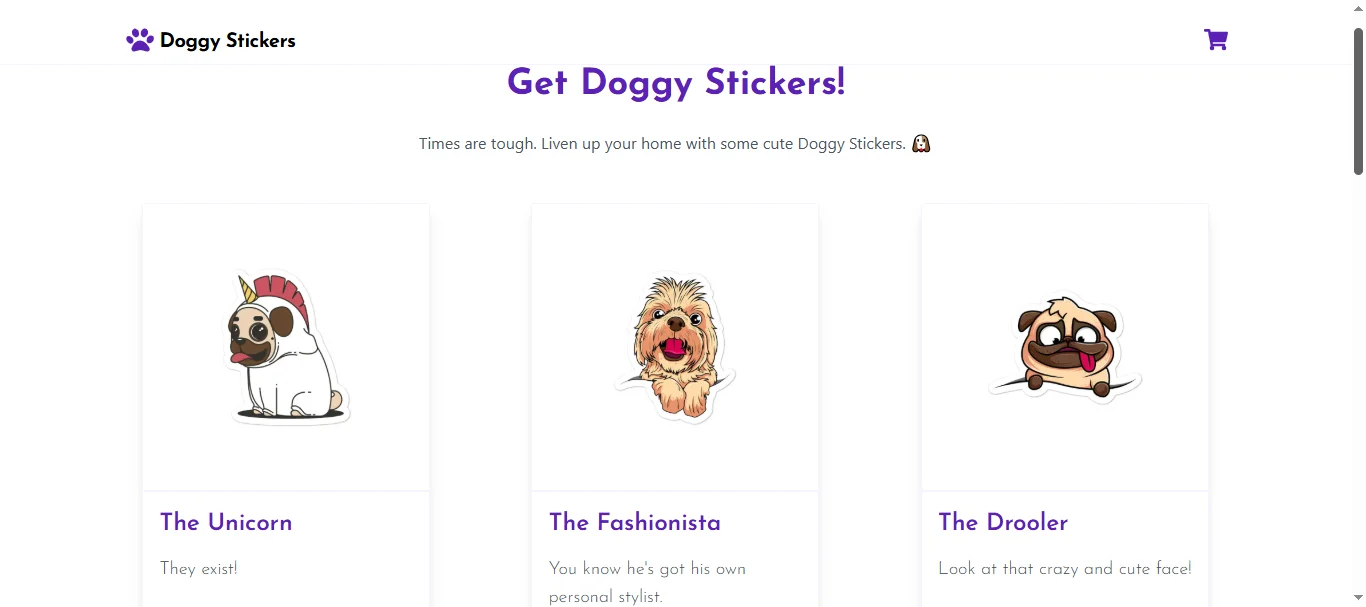 Doggy Stickers
Get Doggy Stickers!
Times are tough. Liven up your home with some cute Doggy Stickers. 🐶
The Unicorn
They exist!
The Fashionista
You know he's got his own
personal stylist.
The Drooler
Look at that crazy and cute face!